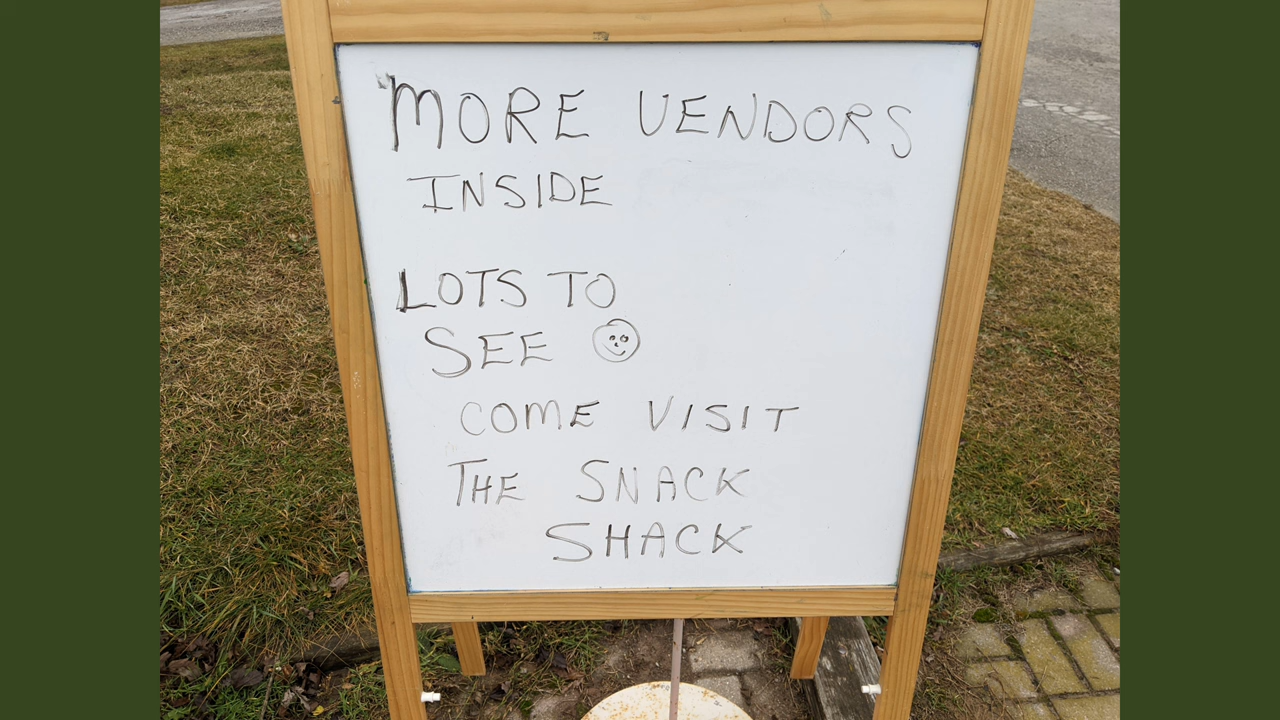 MORE VENDORS
INSIDE
LOTS TO
SEE ☺
COME VISIT
THE SNACK
SHACK